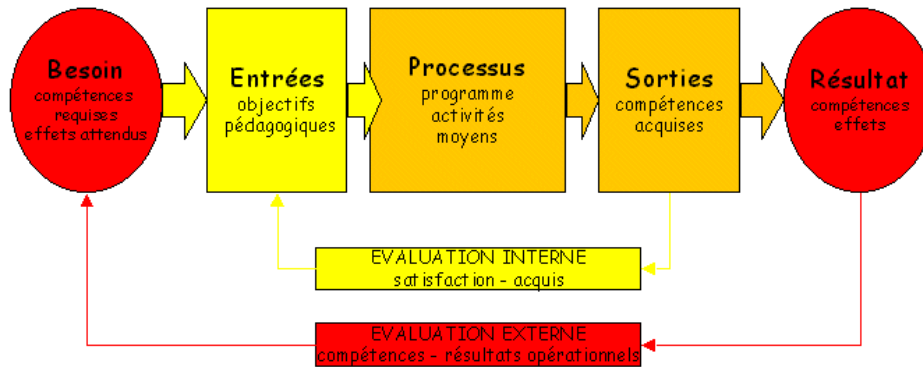 Besoin
compétences
requises
effets attendus
Entrées
objectifs
pédagogiques
Processus
programme
activités
moyens
Sorties
compétences
acquises
Résultat
compétences
effets
EVALUATION INTERNE
satisfaction - acquis
EVALUATION EXTERNE
compétences - résultats opérationnels